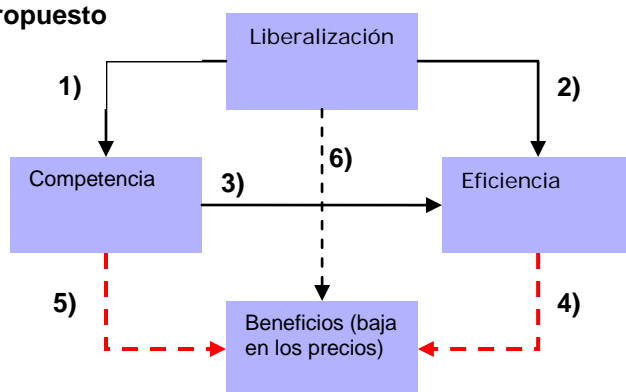 ropuesto
Liberalización
1)
2)
6)
Competencia
3)
Eficiencia
5)
4)
Beneficios (baja
en los precios)